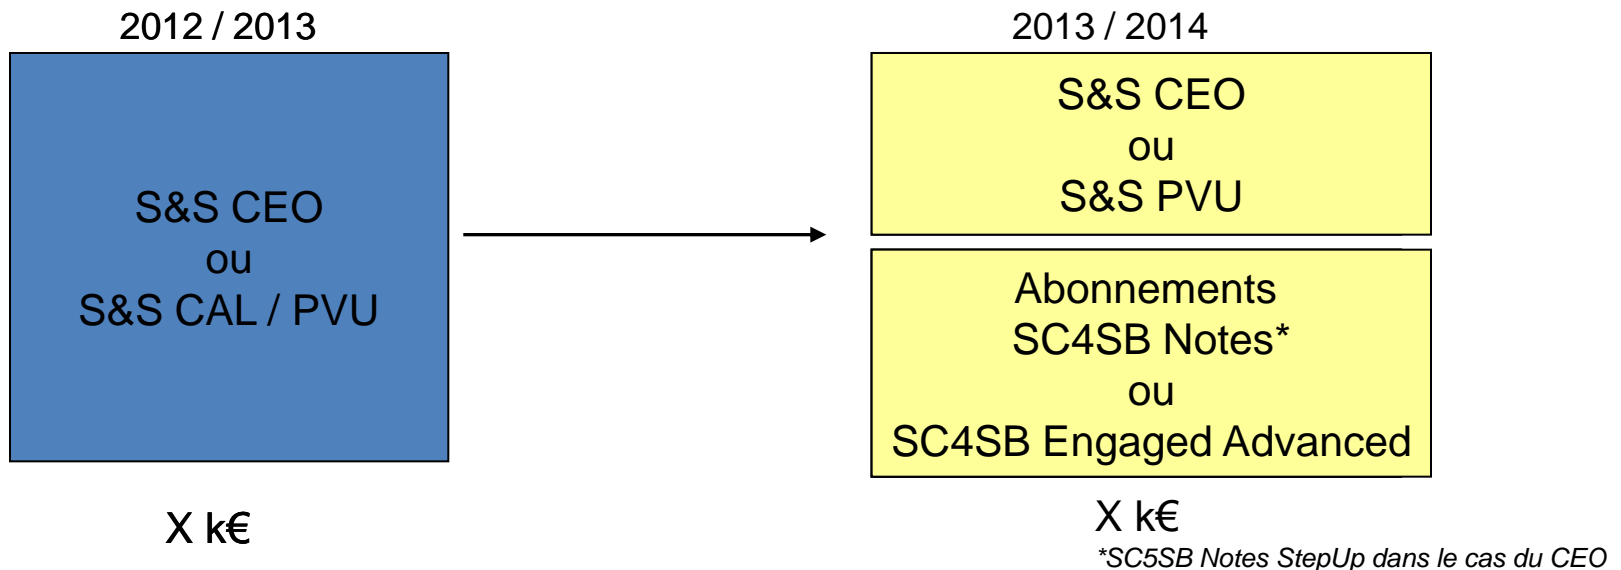 2012 / 2013
S&S CEO
ou
S&S CAL / PVU
X k€
2013 / 2014
S&S CEO
ou
S&S PVU
Abonnements
SC4SB Notes*
ou
SC4SB Engaged Advanced
X k€
*SC5SB Notes StepUp dans le cas du CEO